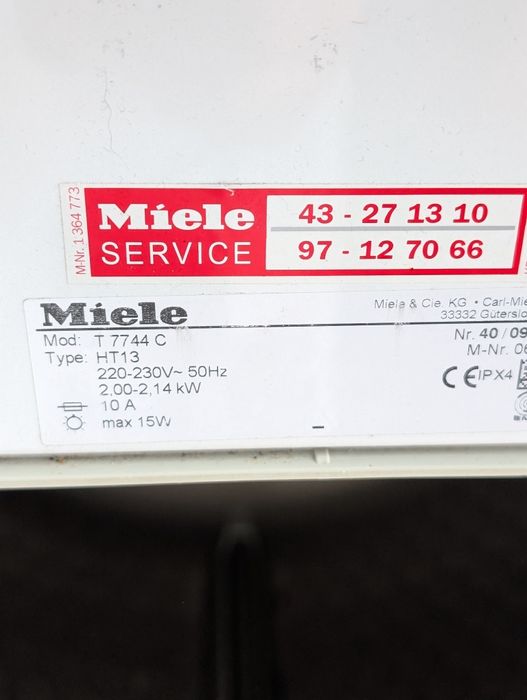 M-Nr. 1 364 773
Miele
SERVICE
43 - 27 13 10
97 - 12 70 66
Miele
Miele & Cie. KG • Carl-Mie
33332 Gütersl
Mod: T 7744 C
Nr. 40 / 09
Type: HT13
M-Nr. 06
220-230V~ 50Hz
2,00-2,14 kW
CE IPX4
10 A
max 15W